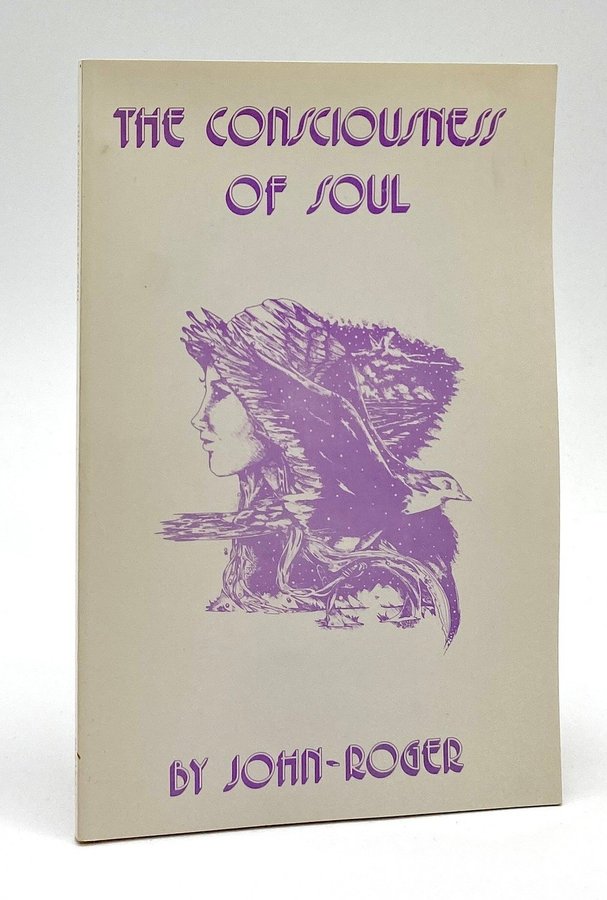 THE CONSCIOUSNESS
OF SOUL
BY JOHN-ROGER